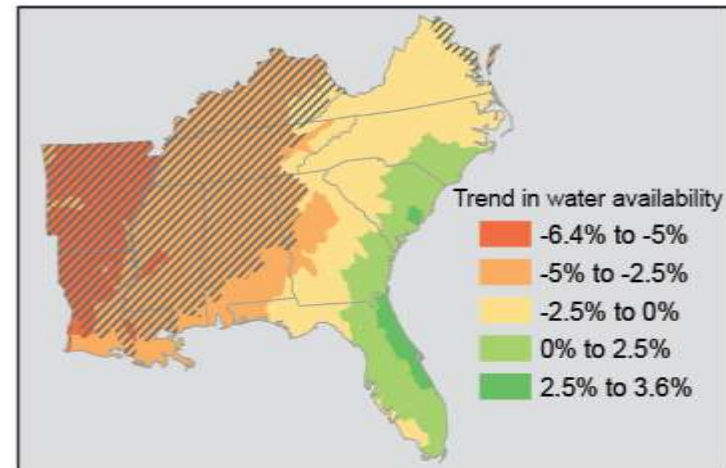 Trend in water availability
-6.4% to -5%
-5% to -2.5%
-2.5% to 0%
0% to 2.5%
2.5% to 3.6%